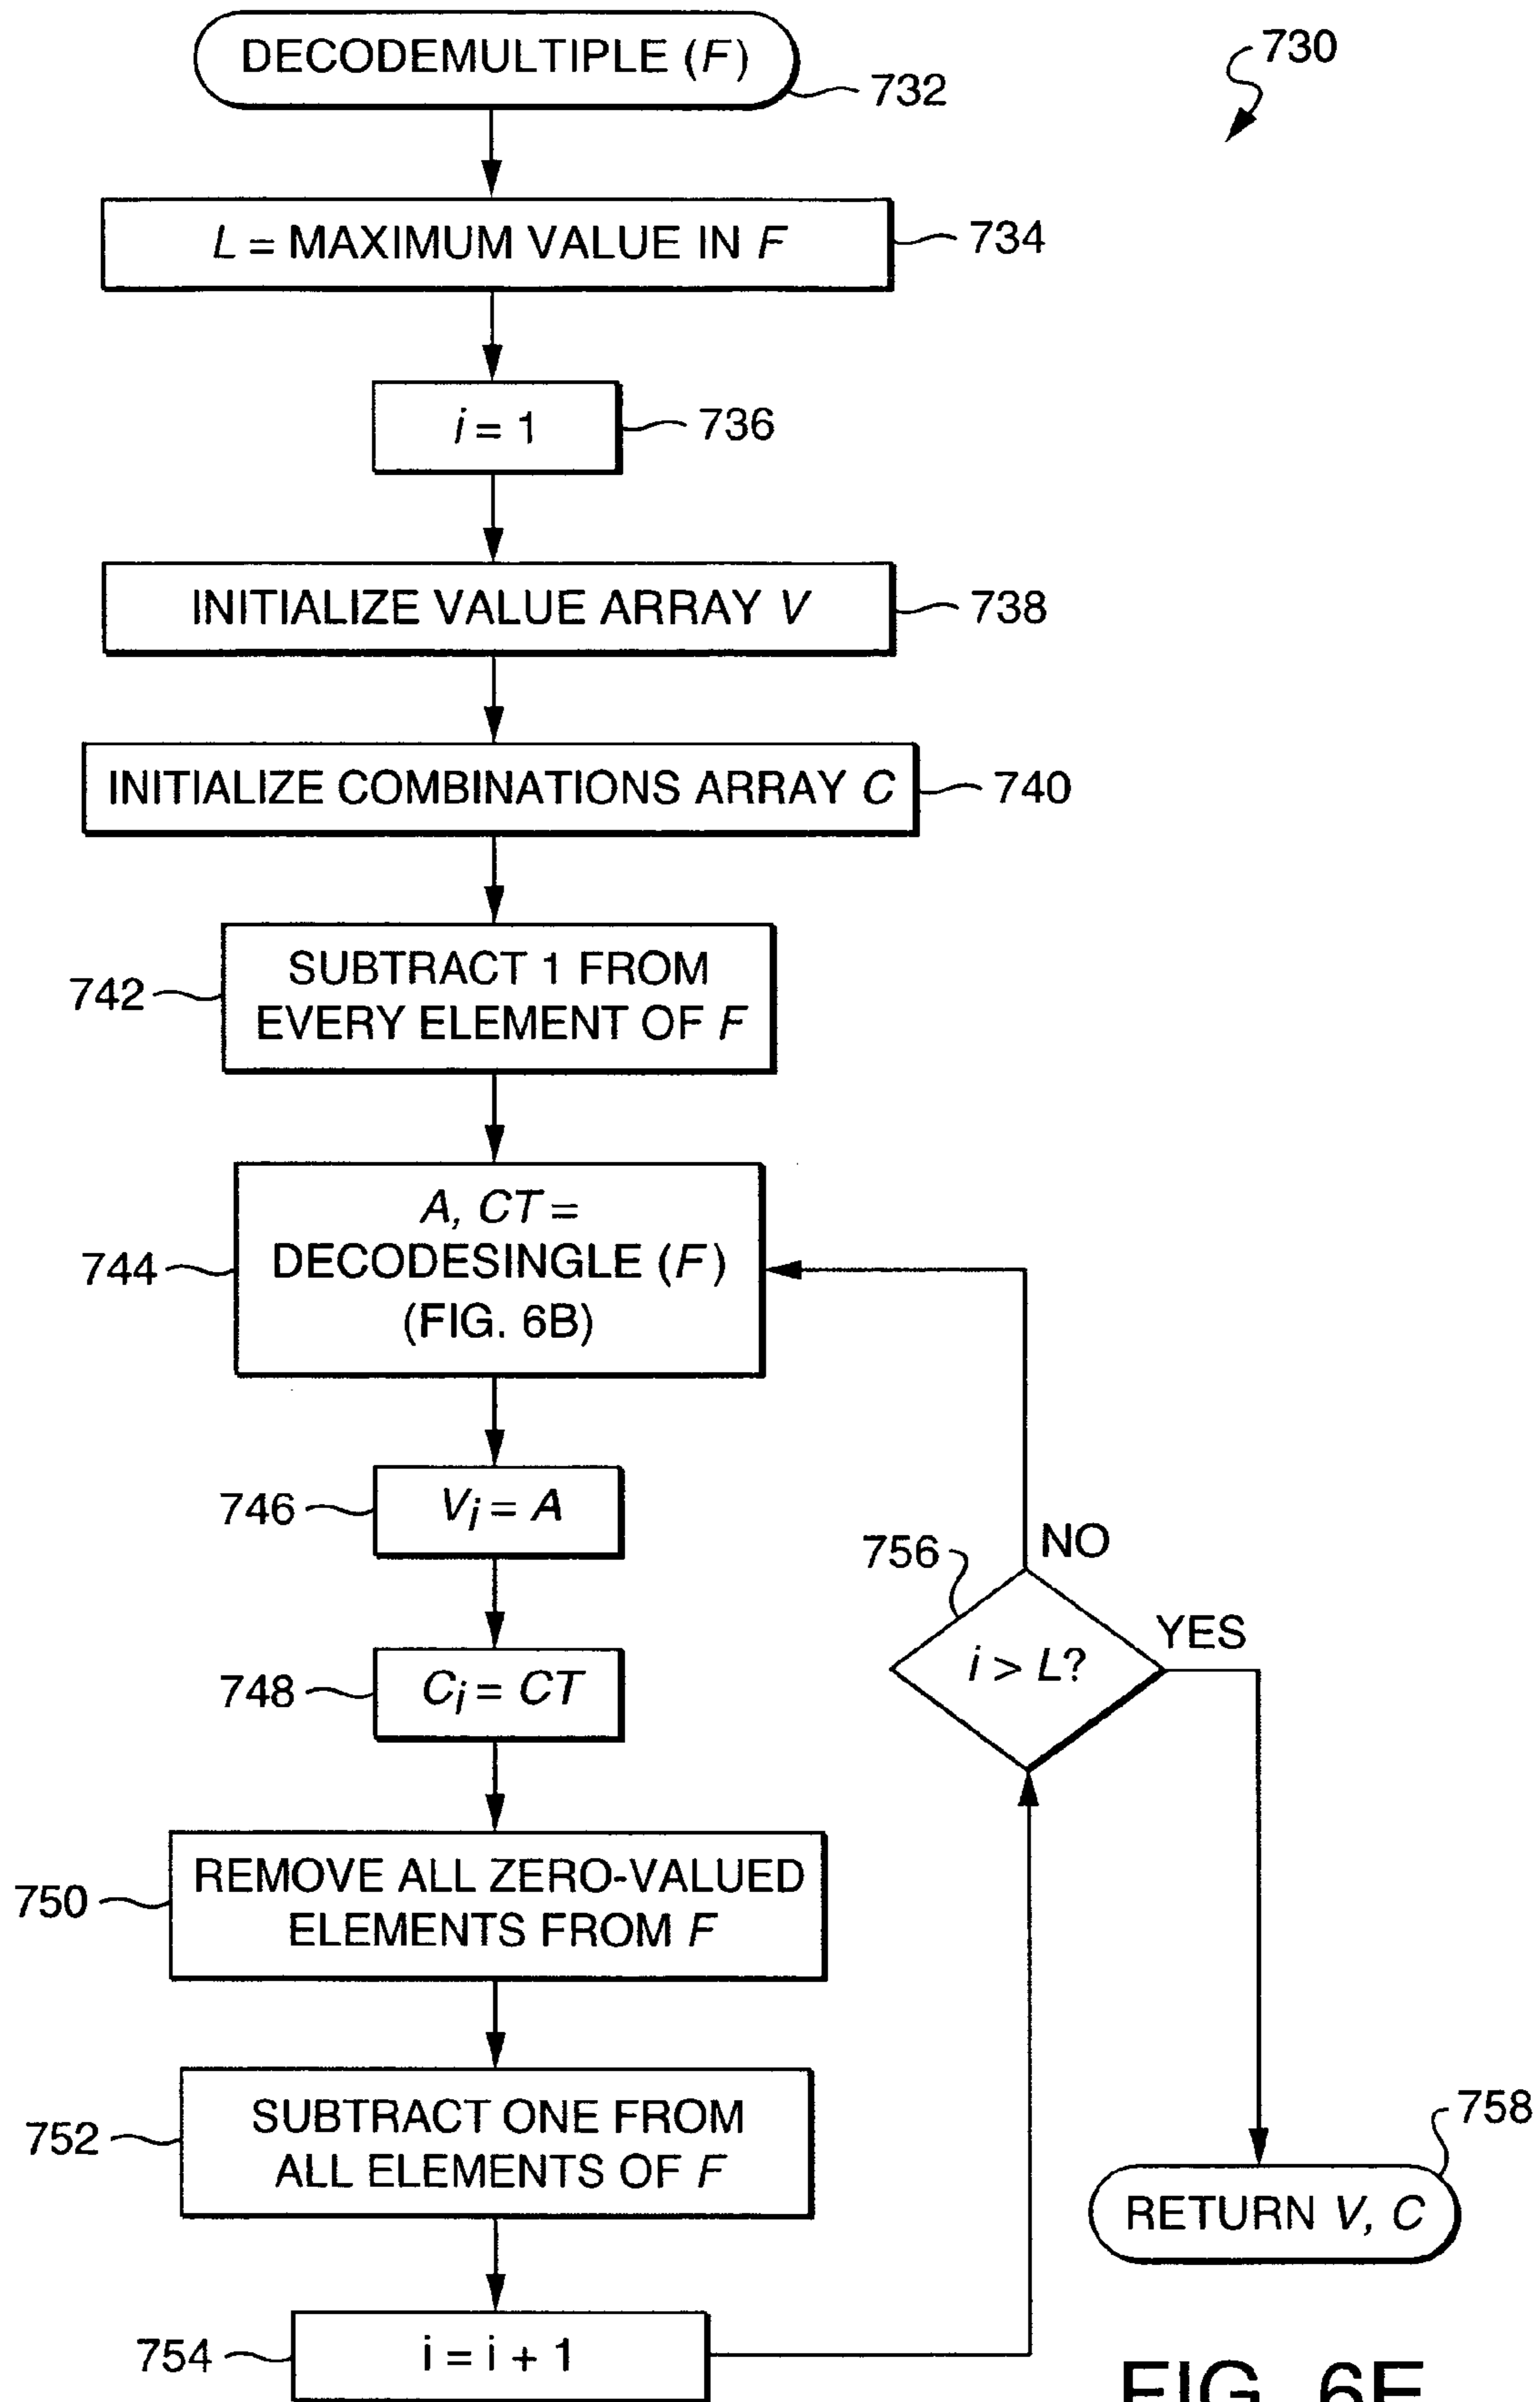 DECODEMULTIPLE (F)
732
730
L = MAXIMUM VALUE IN F
734
i = 1
736
INITIALIZE VALUE ARRAY V
738
INITIALIZE COMBINATIONS ARRAY C
740
742
SUBTRACT 1 FROM
EVERY ELEMENT OF F
744
A, CT =
DECODESINGLE (F)
(FIG. 6B)
746
Vi = A
748
Ci = CT
756
NO
YES
i > L?
750
REMOVE ALL ZERO-VALUED
ELEMENTS FROM F
752
SUBTRACT ONE FROM
ALL ELEMENTS OF F
754
i = i + 1
758
RETURN V, C
FIG. 6E